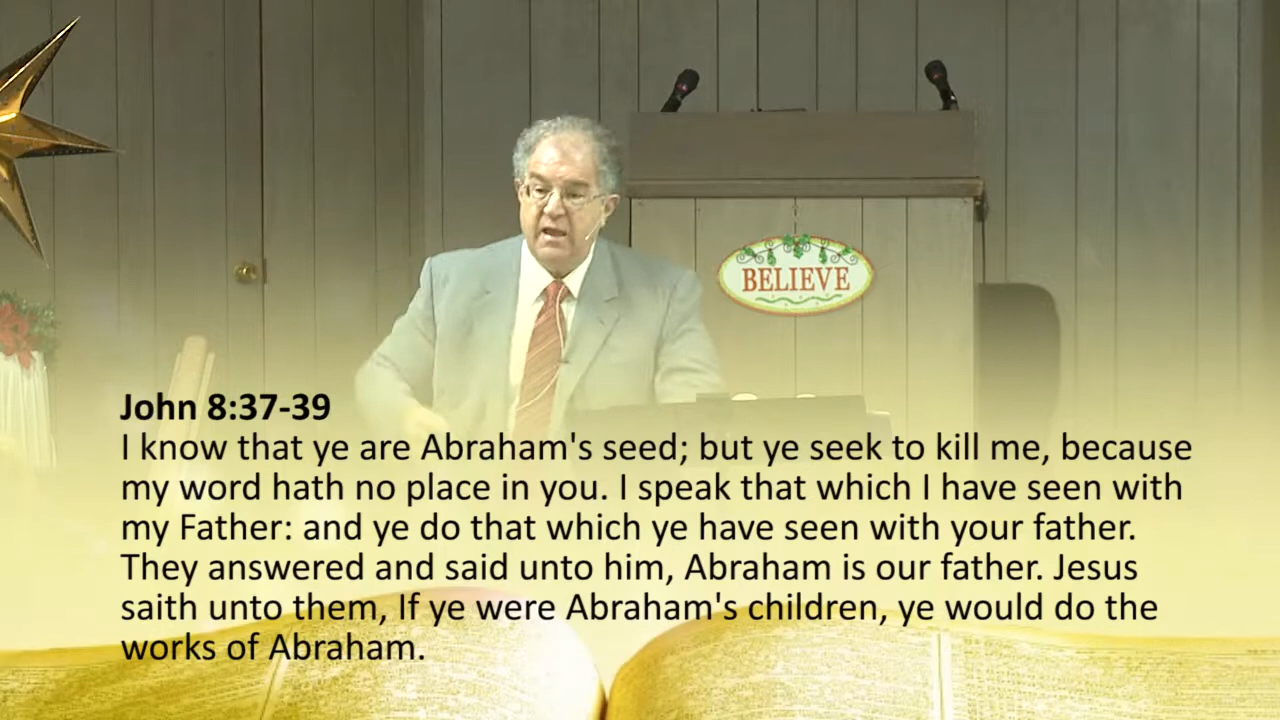 BELIEVE
John 8:37-39
I know that ye are Abraham's seed; but ye seek to kill me, because
my word hath no place in you. I speak that which I have seen with
my Father: and ye do that which ye have seen with your father.
They answered and said unto him, Abraham is our father. Jesus
saith unto them, If ye were Abraham's children, ye would do the
works of Abraham.